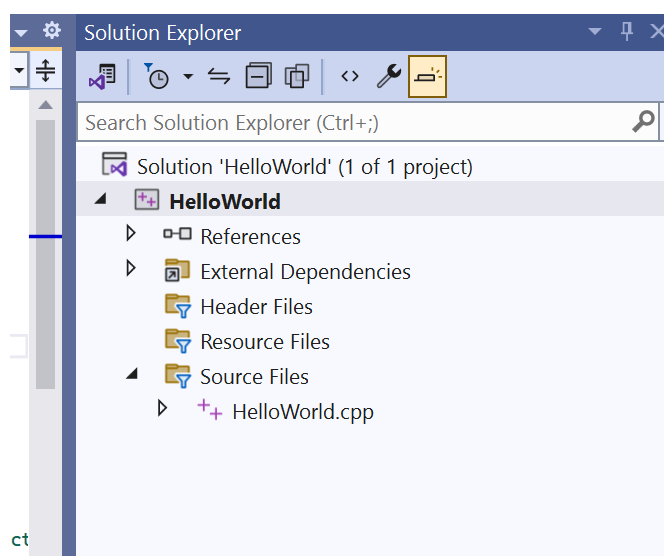 Solution Explorer
Search Solution Explorer (Ctrl+;)
Solution 'HelloWorld' (1 of 1 project)
HelloWorld
References
External Dependencies
Header Files
Resource Files
Source Files
HelloWorld.cpp
ct